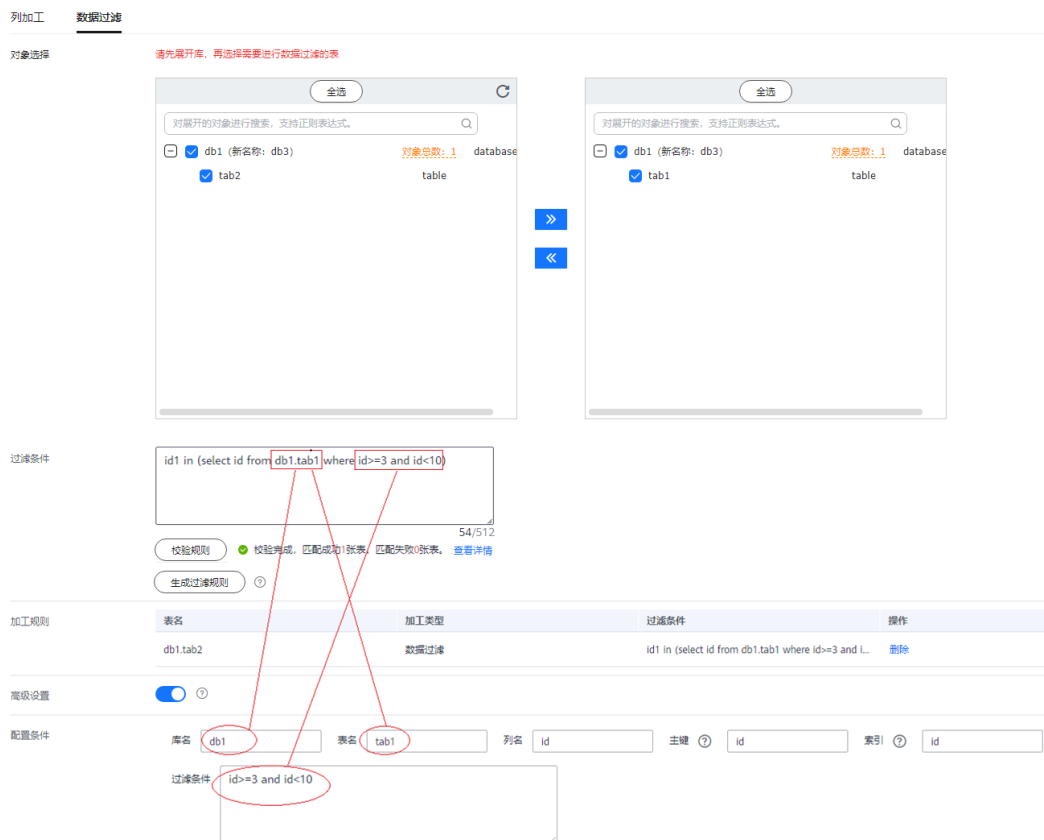 列加工 数据过滤
对象选择 请先展开库，再选择需要进行数据过滤的表
全选 全选
对展开的对象进行搜索，支持正则表达式。 对展开的对象进行搜索，支持正则表达式。
db1（新名称：db3） 对象总数：1 database db1（新名称：db3） 对象总数：1 database
tab2 table tab1 table
过滤条件 id1 in (select id from db1.tab1 where id>=3 and id<10)
54/512
校验规则 校验完成，匹配成功1张表，匹配失败0张表。 查看详情
生成过滤规则 ?
加工规则 表名 加工类型 过滤条件 操作
db1.tab2 数据过滤 id1 in (select id from db1.tab1 where id>=3 and i... 删除
高级设置 ?
配置条件 库名 db1 表名 tab1 列名 id 主键 ? id 索引 ? id
过滤条件 id>=3 and id<10